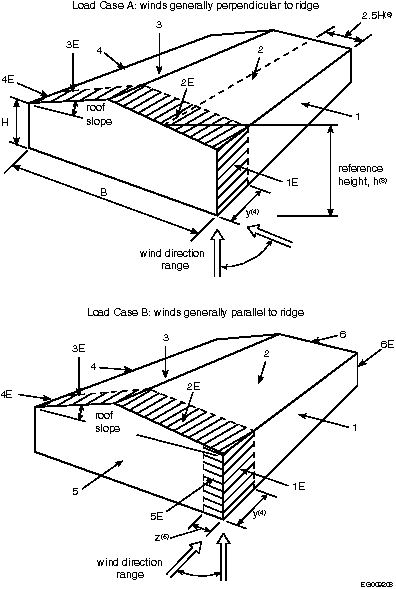 Load Case A: winds generally perpendicular to ridge
2.5H(8)
3E
4
3
2
4E
2E
1
H
roof
slope
1E
reference
height, h(3)
B
y(4)
wind direction
range
Load Case B: winds generally parallel to ridge
6
3E
4
3
2
6E
4E
2E
roof
slope
1
5
5E
1E
y(4)
z(5)
wind direction
range
EG00920B